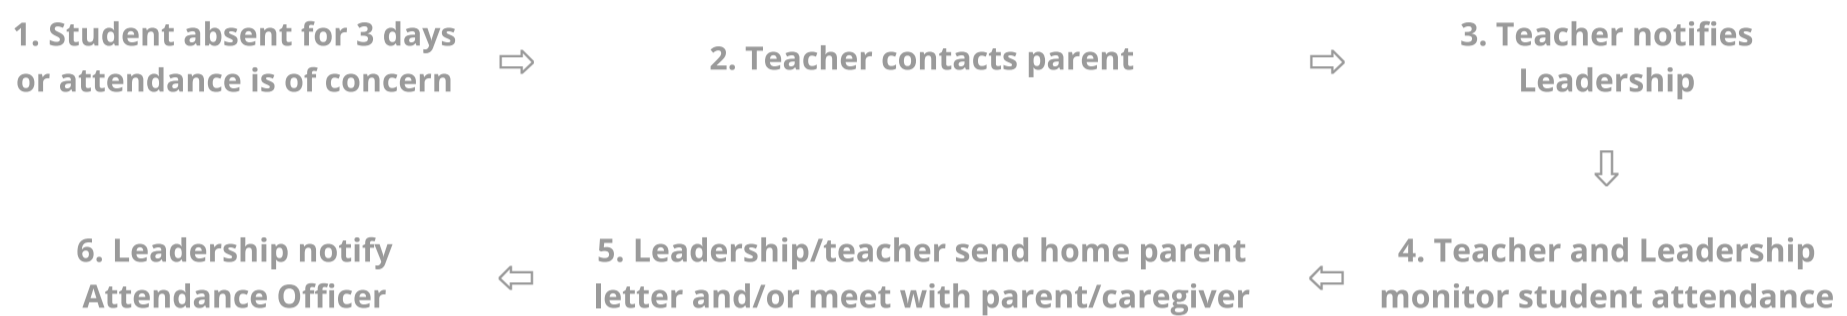 1. Student absent for 3 days
or attendance is of concern
2. Teacher contacts parent
3. Teacher notifies
Leadership
4. Teacher and Leadership
monitor student attendance
5. Leadership/teacher send home parent
letter and/or meet with parent/caregiver
6. Leadership notify
Attendance Officer